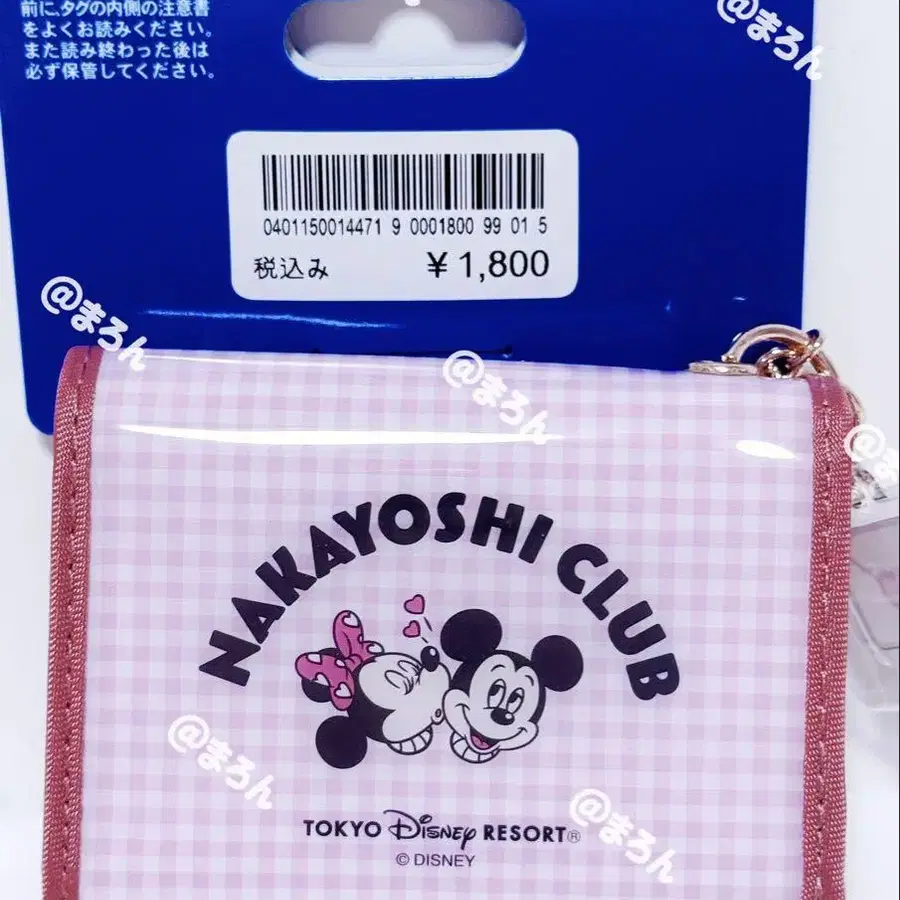 前に、タグの内側の注意書
をよくお読みください。
また読み終わった後は
必ず保管してください。
@まろん
0401150014471 9 0001800 99 01 5
税込み ¥1,800
@まろん
@まろん
@まろん
NAKAYOSHI CLUB
@まろん
@まろん
TOKYO DISNEY RESORT®
© DISNEY